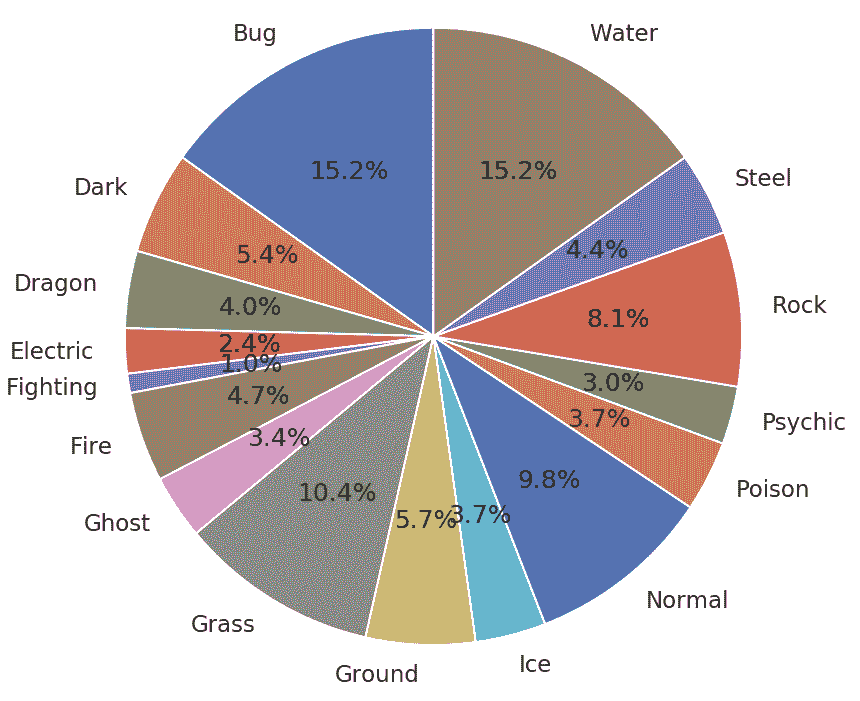 Bug
15.2%
Dark
5.4%
Dragon
4.0%
Electric
2.4%
Fighting
1.0%
Fire
4.7%
Ghost
3.4%
Grass
10.4%
Ground
5.7%
Ice
3.7%
Normal
9.8%
Poison
3.7%
Psychic
3.0%
Rock
8.1%
Steel
4.4%
Water
15.2%